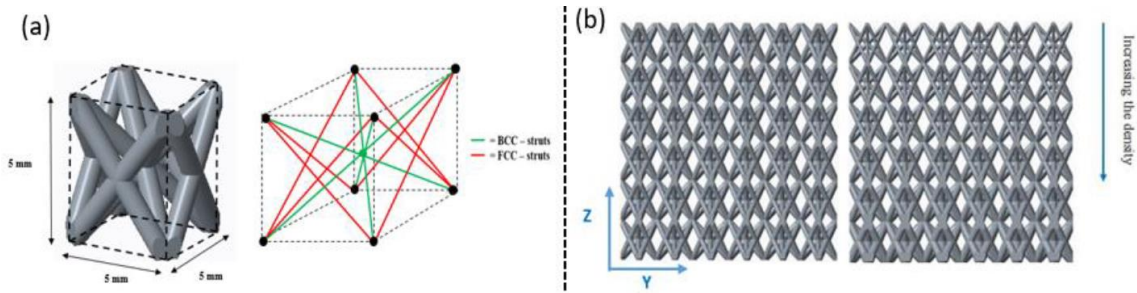 (a)
5 mm
5 mm
5 mm
= BCC – struts
= FCC – struts
(b)
Z
Y
Increasing the density